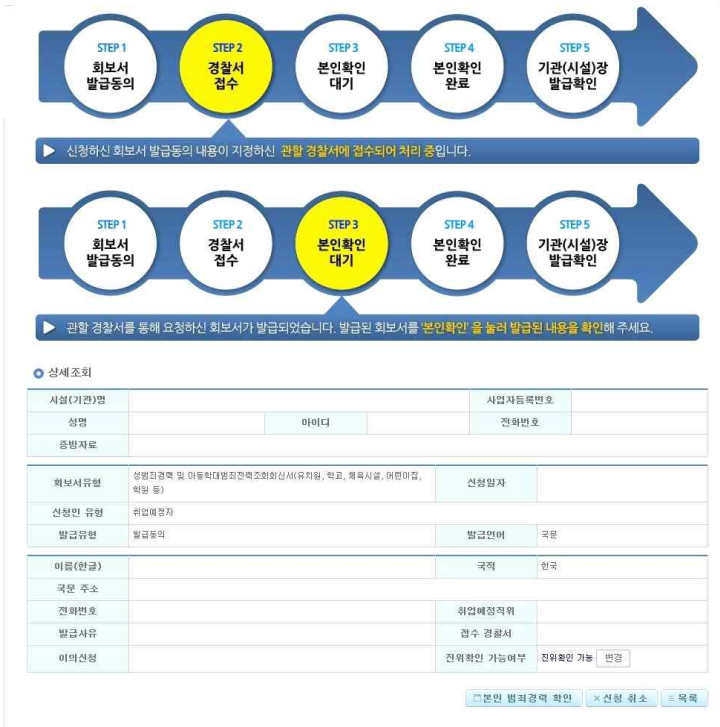 STEP 1 STEP 2 STEP 3 STEP 4 STEP 5
회보서 경찰서 본인확인 본인확인 기관(시설)장
발급동의 접수 대기 완료 발급확인
신청하신 회보서 발급동의 내용이 지정하신 관할 경찰서에 접수되어 처리 중입니다.
STEP 1 STEP 2 STEP 3 STEP 4 STEP 5
회보서 경찰서 본인확인 본인확인 기관(시설)장
발급동의 접수 대기 완료 발급확인
관할 경찰서를 통해 요청하신 회보서가 발급되었습니다. 발급된 회보서를 '본인확인' 을 눌러 발급된 내용을 확인해 주세요.
상세조회
시설(기관)명 사업자등록번호
성명 아이디 전화번호
증빙자료
회보서유형 성범죄경력 및 아동학대범죄전력조회회신서(유치원, 학교, 체육시설, 어린이집, 신청일자
학원 등)
신청인 유형 취업예정자
발급유형 발급동의 발급언어 국문
이름(한글) 국적 한국
국문 주소
전화번호 취업예정직위
발급사유 접수 경찰서
이의신청 진위확인 가능여부 진위확인 가능 변경
본인 범죄경력 확인 × 신청 취소 ≡ 목록